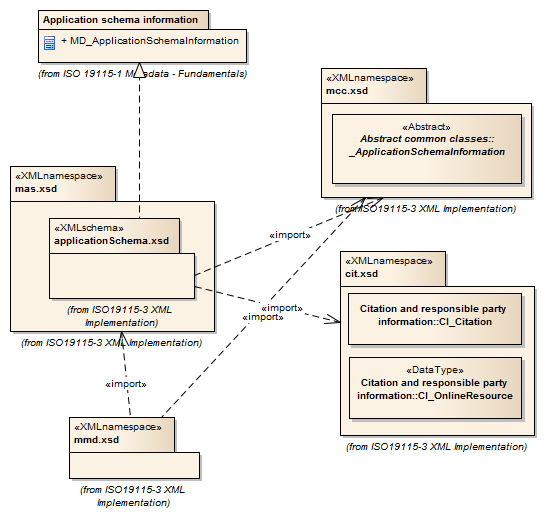 Application schema information
+ MD_ApplicationSchemaInformation
(from ISO 19115-1 Metadata - Fundamentals)
«XMLnamespace»
mcc.xsd
«Abstract»
Abstract common classes::
_ApplicationSchemaInformation
(from ISO19115-3 XML Implementation)
«XMLnamespace»
mas.xsd
«XMLschema»
applicationSchema.xsd
(from ISO19115-3 XML
Implementation)
(from ISO19115-3 XML Implementation)
«import»
«import»
«import»
«XMLnamespace»
cit.xsd
Citation and responsible party
information::CI_Citation
«DataType»
Citation and responsible party
information::CI_OnlineResource
(from ISO19115-3 XML Implementation)
«import»
«XMLnamespace»
mmd.xsd
(from ISO19115-3 XML
Implementation)